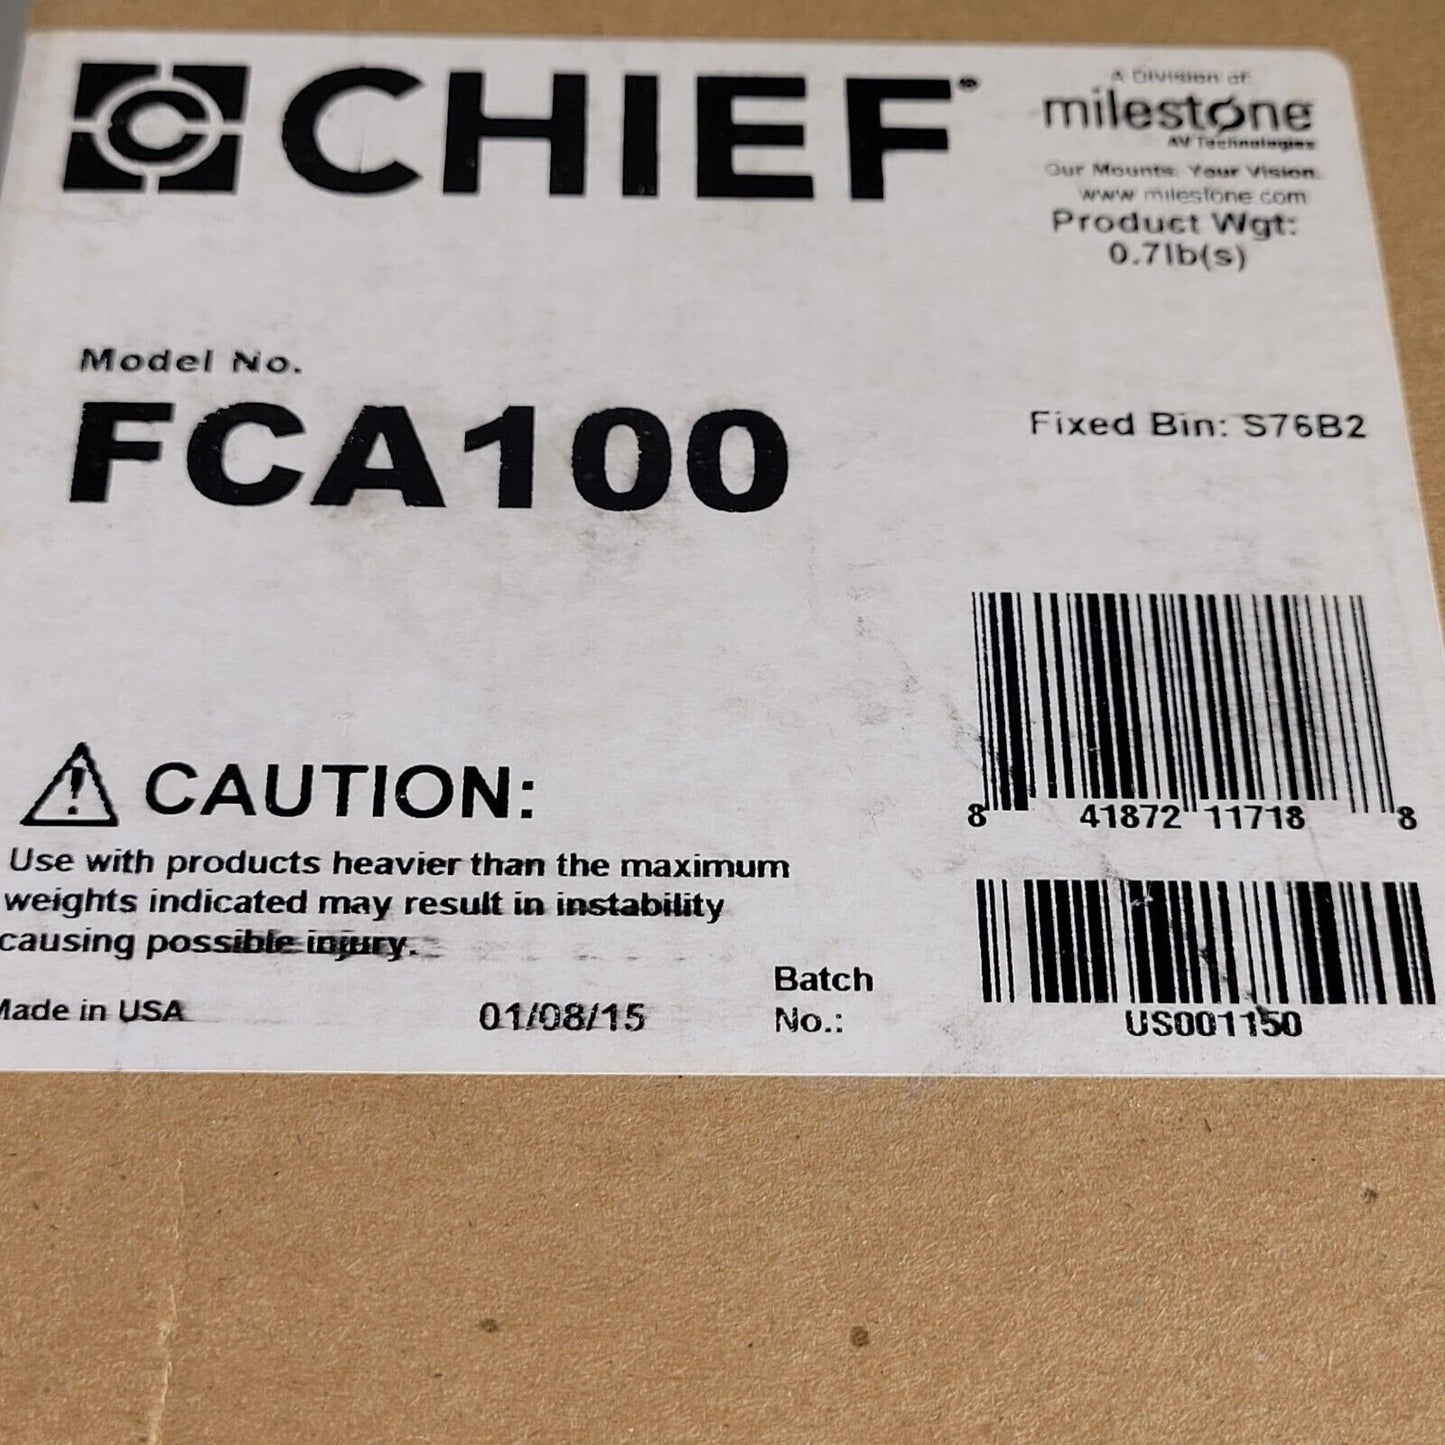 CHIEF®
A Division of:
milestone
AV Technologies
Our Mounts. Your Vision.
www.milestone.com
Product Wgt:
0.7lb(s)
Model No.
FCA100
Fixed Bin: S76B2
8 41872 11718 8
CAUTION:
Use with products heavier than the maximum
weights indicated may result in instability
causing possible injury.
Made in USA
01/08/15
Batch
No.:
US001150